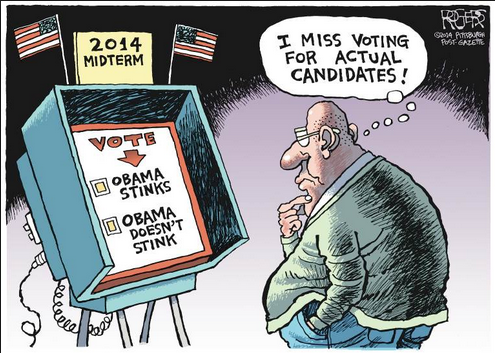 ROGERS
©2014 PITTSBURGH
POST-GAZETTE
2014
MIDTERM
I MISS VOTING
FOR ACTUAL
CANDIDATES!
VOTE
OBAMA
STINKS
OBAMA
DOESN'T
STINK